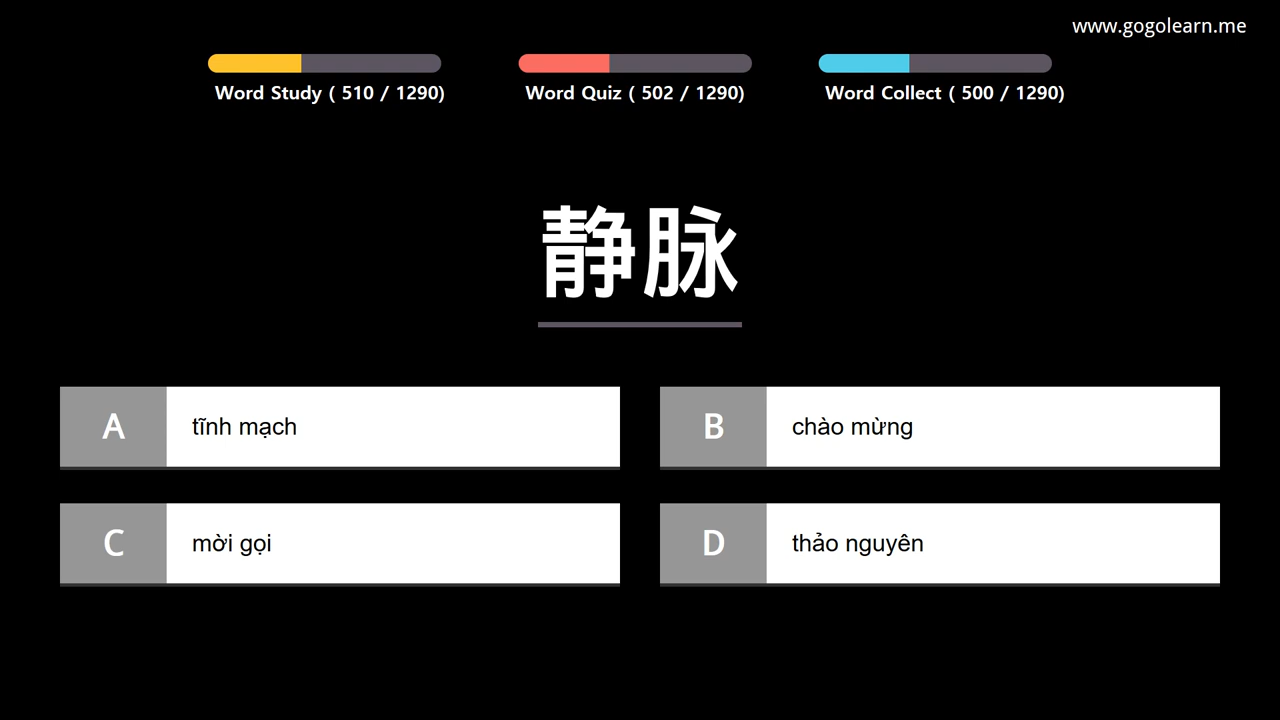 www.gogolearn.me
Word Study ( 510 / 1290)
Word Quiz ( 502 / 1290)
Word Collect ( 500 / 1290)
静脉
A
tĩnh mạch
B
chào mừng
C
mời gọi
D
thảo nguyên